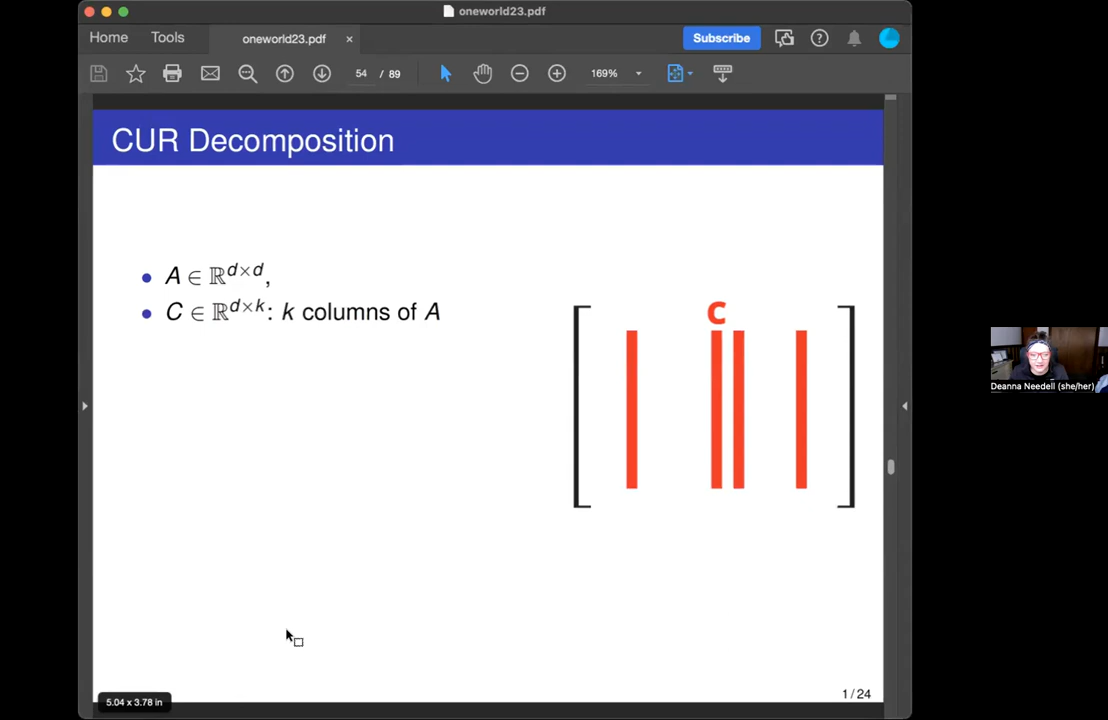 oneworld23.pdf
Home Tools oneworld23.pdf × Subscribe
54 / 89 169%
CUR Decomposition
• A ∈ ℝ^{d×d},
• C ∈ ℝ^{d×k}: k columns of A
C
Deanna Needell (she/her)
1 / 24
5.04 x 3.78 in